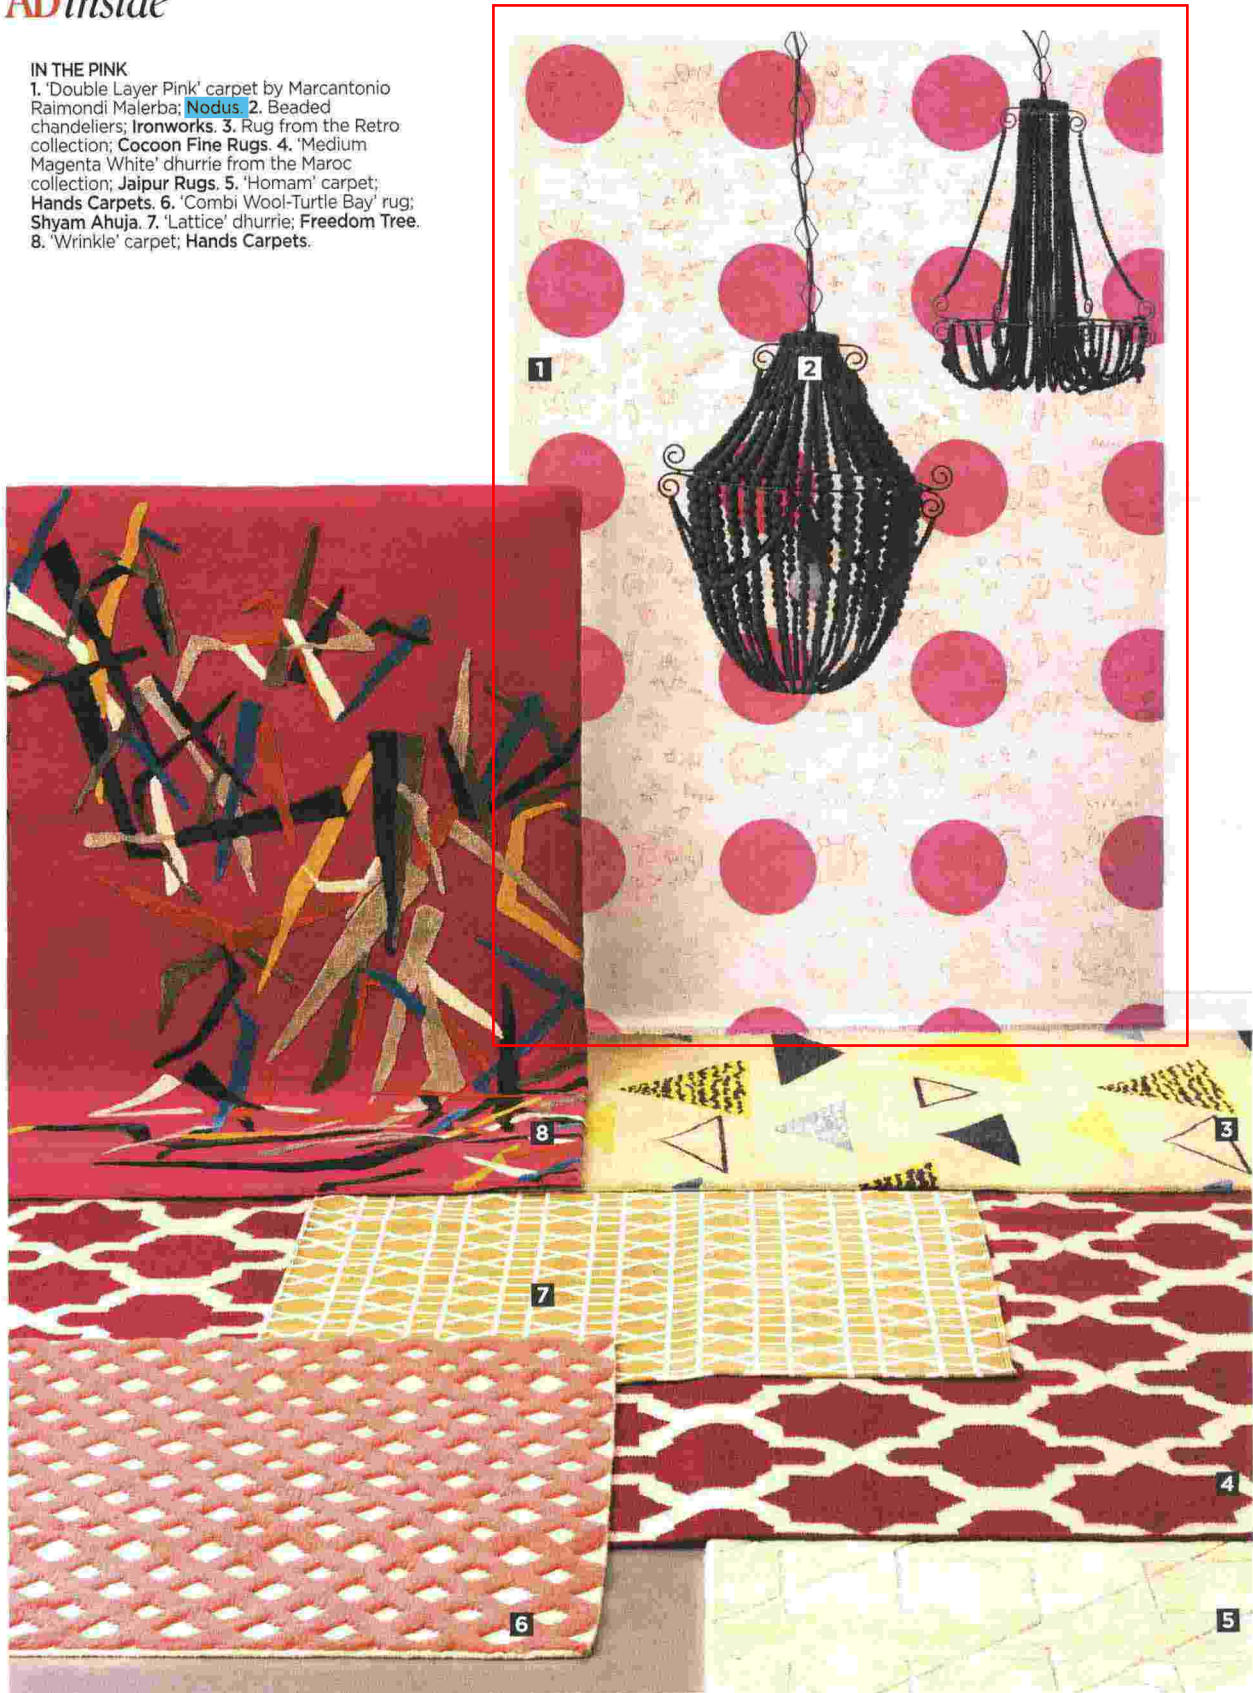 AD inside
IN THE PINK
1. ‘Double Layer Pink’ carpet by Marcantonio
Raimondi Malerba; Nodus. 2. Beaded
chandeliers; Ironworks. 3. Rug from the Retro
collection; Cocoon Fine Rugs. 4. ‘Medium
Magenta White’ dhurrie from the Maroc
collection; Jaipur Rugs. 5. ‘Homam’ carpet;
Hands Carpets. 6. ‘Combi Wool-Turtle Bay’ rug;
Shyam Ahuja. 7. ‘Lattice’ dhurrie; Freedom Tree.
8. ‘Wrinkle’ carpet; Hands Carpets.
1
2
8
3
7
4
6
5